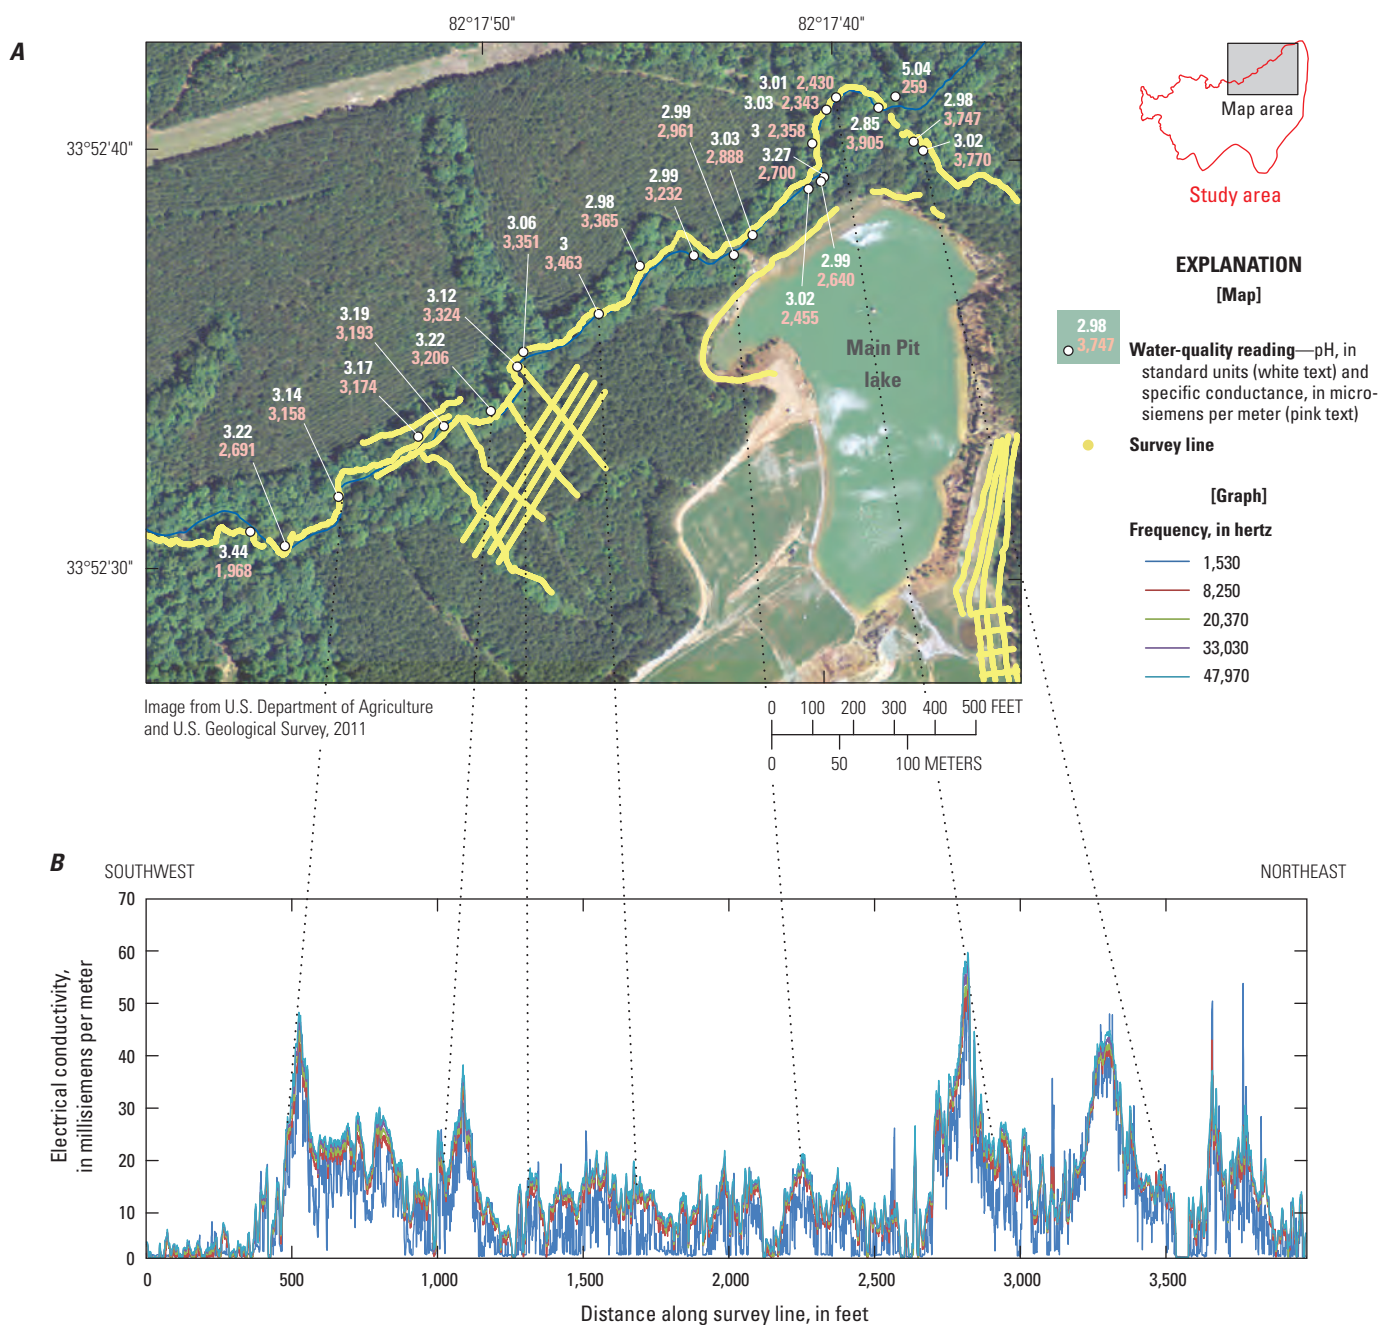 A
82°17'50"
82°17'40"
33°52'40"
33°52'30"
3.01 2,430
3.03 2,343
3 2,358
5.04
259
2.98
3,747
2.85
3,905
3.02
3,770
2.99
2,961
3.03
2,888
3.27
2,700
2.99
3,232
2.98
3,365
3.06
3,351
3
3,463
2.99
2,640
3.02
2,455
3.12
3,324
3.19
3,193
3.22
3,206
3.17
3,174
3.14
3,158
3.22
2,691
3.44
1,968
Main Pit
lake
Map area
Study area
EXPLANATION
[Map]
2.98
3,747
Water-quality reading—pH, in
standard units (white text) and
specific conductance, in micro-
siemens per meter (pink text)
Survey line
[Graph]
Frequency, in hertz
1,530
8,250
20,370
33,030
47,970
Image from U.S. Department of Agriculture
and U.S. Geological Survey, 2011
0 100 200 300 400 500 FEET
0 50 100 METERS
B
SOUTHWEST
NORTHEAST
Electrical conductivity,
in millisiemens per meter
70
60
50
40
30
20
10
0
0 500 1,000 1,500 2,000 2,500 3,000 3,500
Distance along survey line, in feet